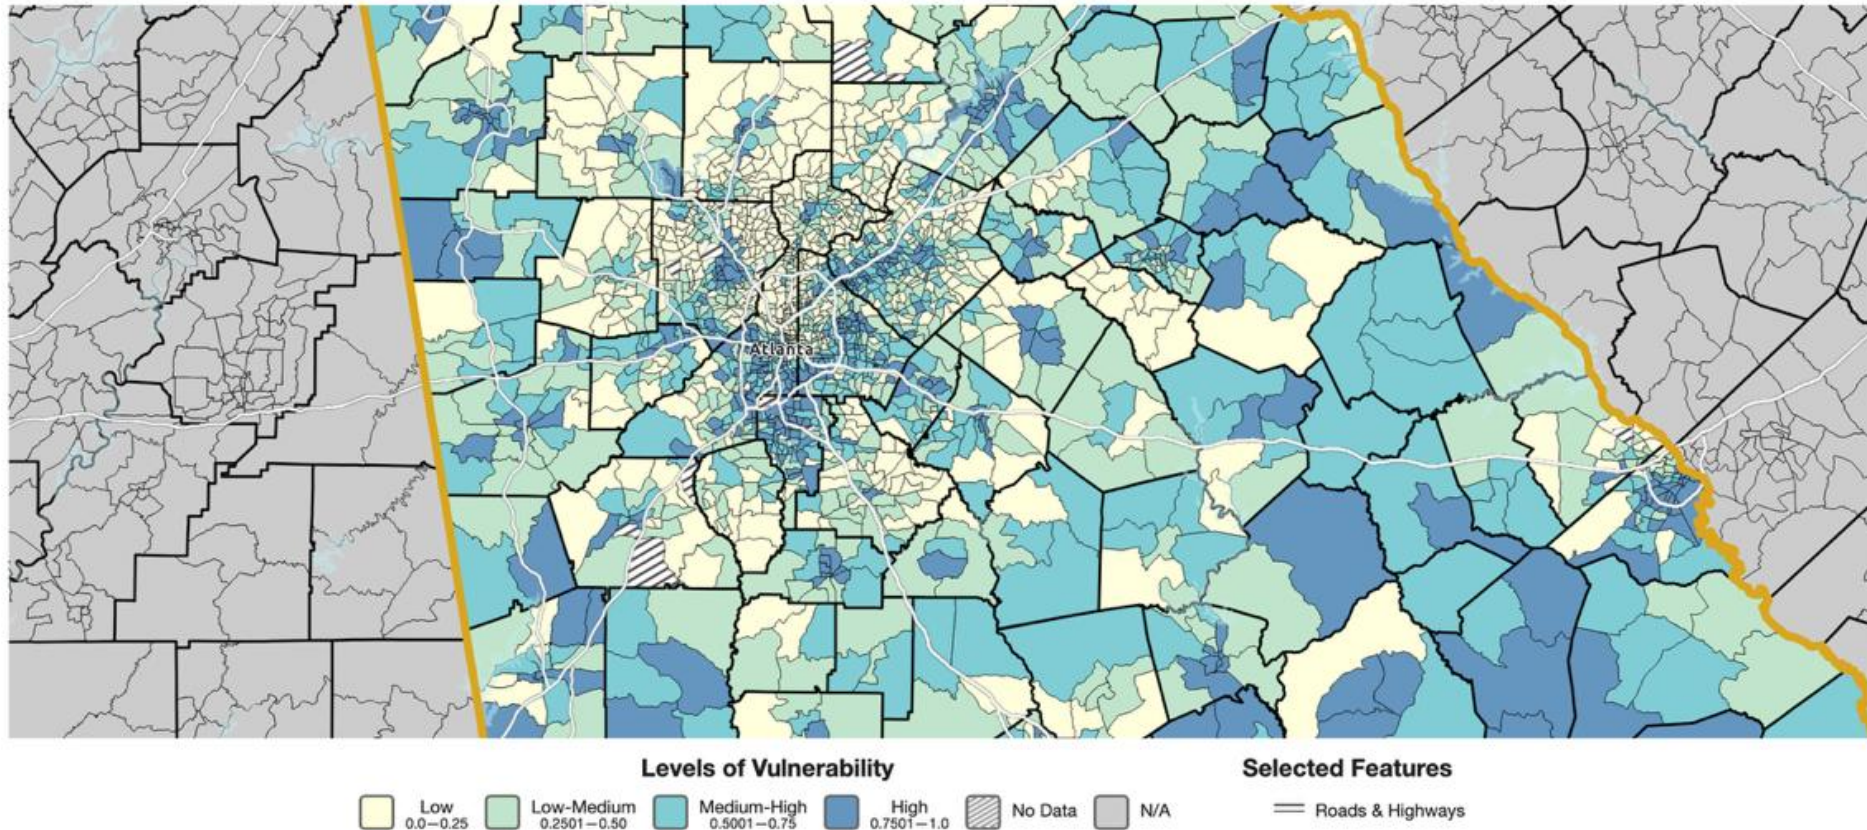 Atlanta
Levels of Vulnerability
Selected Features
Low
0.0—0.25
Low-Medium
0.2501—0.50
Medium-High
0.5001—0.75
High
0.7501—1.0
No Data
N/A
Roads & Highways